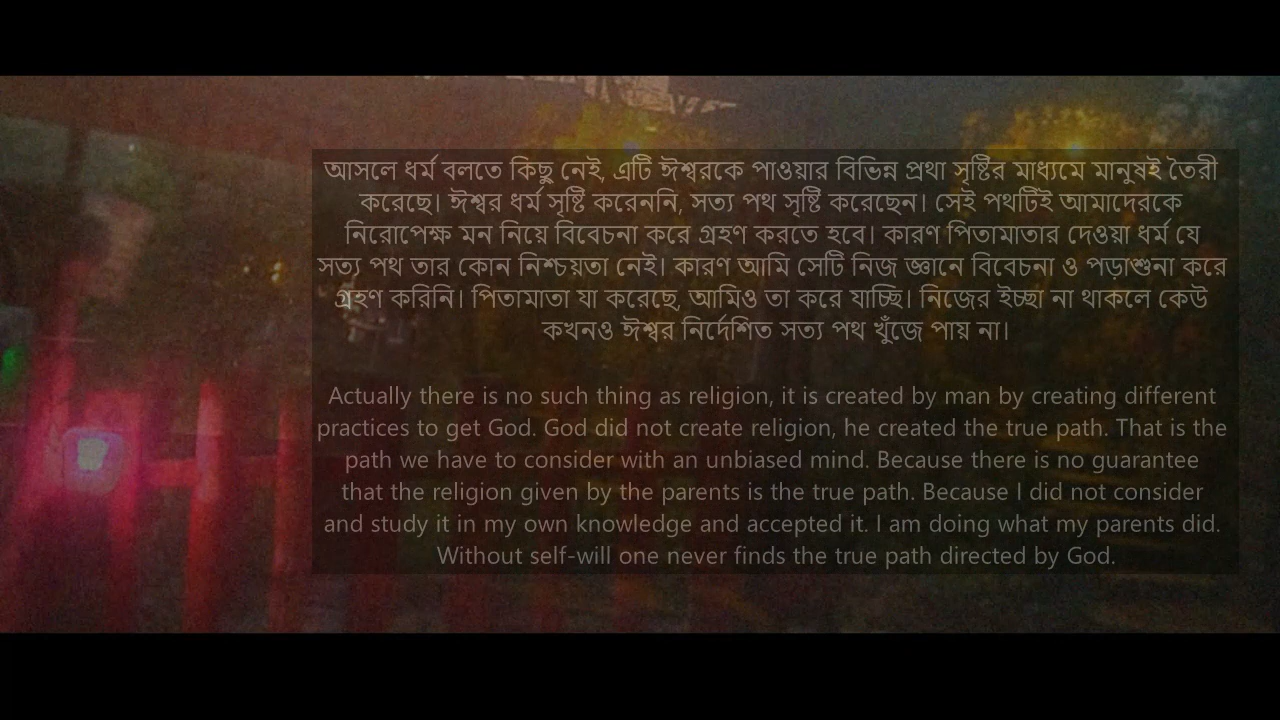 আসলে ধর্ম বলতে কিছু নেই, এটি ঈশ্বরকে পাওয়ার বিভিন্ন প্রথা সৃষ্টির মাধ্যমে মানুষই তৈরী
করেছে। ঈশ্বর ধর্ম সৃষ্টি করেননি, সত্য পথ সৃষ্টি করেছেন। সেই পথটিই আমাদেরকে
নিরোপেক্ষ মন নিয়ে বিবেচনা করে গ্রহণ করতে হবে। কারণ পিতামাতার দেওয়া ধর্ম যে
সত্য পথ তার কোন নিশ্চয়তা নেই। কারণ আমি সেটি নিজ জ্ঞানে বিবেচনা ও পড়াশুনা করে
গ্রহণ করিনি। পিতামাতা যা করেছে, আমিও তা করে যাচ্ছি। নিজের ইচ্ছা না থাকলে কেউ
কখনও ঈশ্বর নির্দেশিত সত্য পথ খুঁজে পায় না।
Actually there is no such thing as religion, it is created by man by creating different
practices to get God. God did not create religion, he created the true path. That is the
path we have to consider with an unbiased mind. Because there is no guarantee
that the religion given by the parents is the true path. Because I did not consider
and study it in my own knowledge and accepted it. I am doing what my parents did.
Without self-will one never finds the true path directed by God.